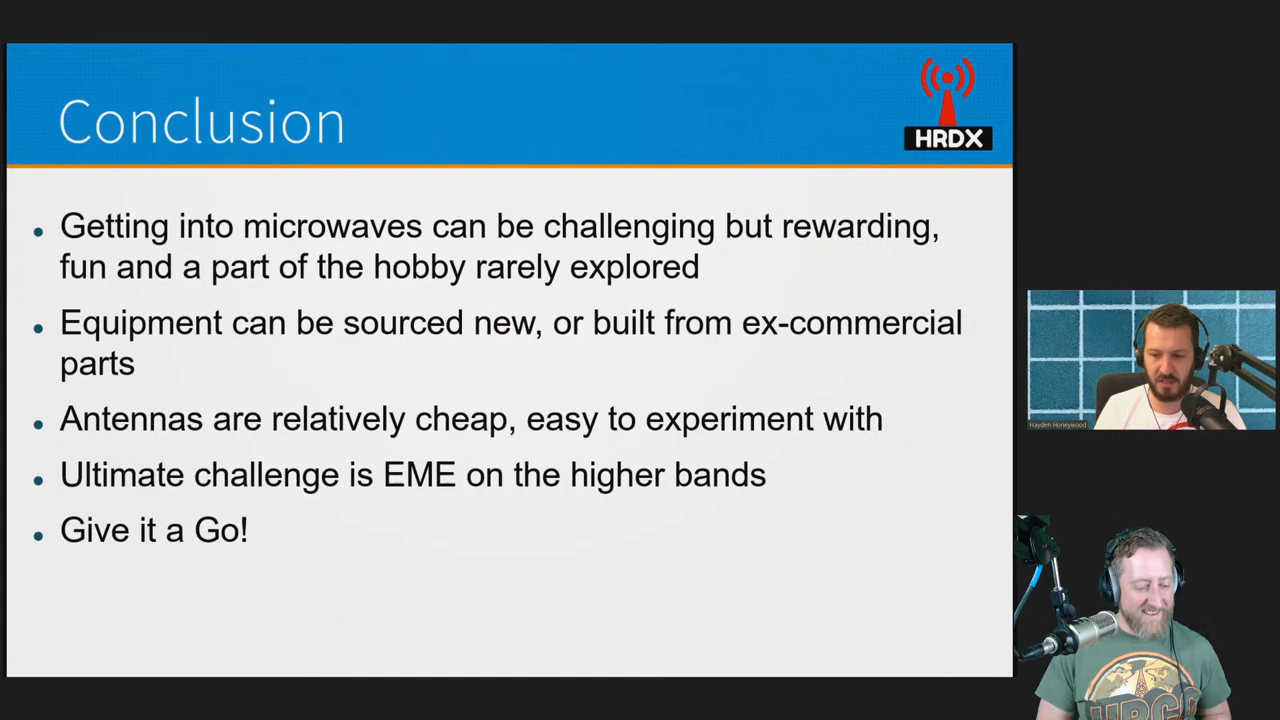 Conclusion
HRDX
Getting into microwaves can be challenging but rewarding,
fun and a part of the hobby rarely explored
Equipment can be sourced new, or built from ex-commercial
parts
Antennas are relatively cheap, easy to experiment with
Ultimate challenge is EME on the higher bands
Give it a Go!
Hayden Honeywood